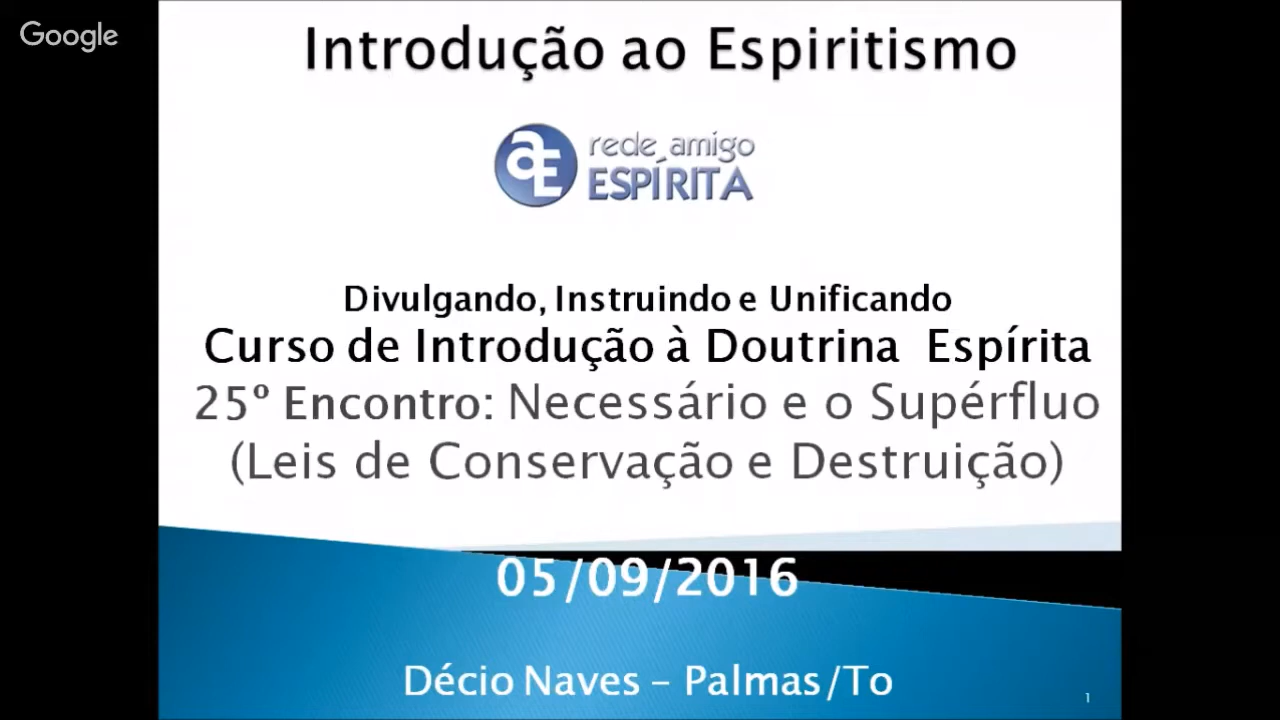 Google
Introdução ao Espiritismo
aE rede amigo
ESPÍRITA
Divulgando, Instruindo e Unificando
Curso de Introdução à Doutrina Espírita
25º Encontro: Necessário e o Supérfluo
(Leis de Conservação e Destruição)
05/09/2016
Décio Naves – Palmas/To
1